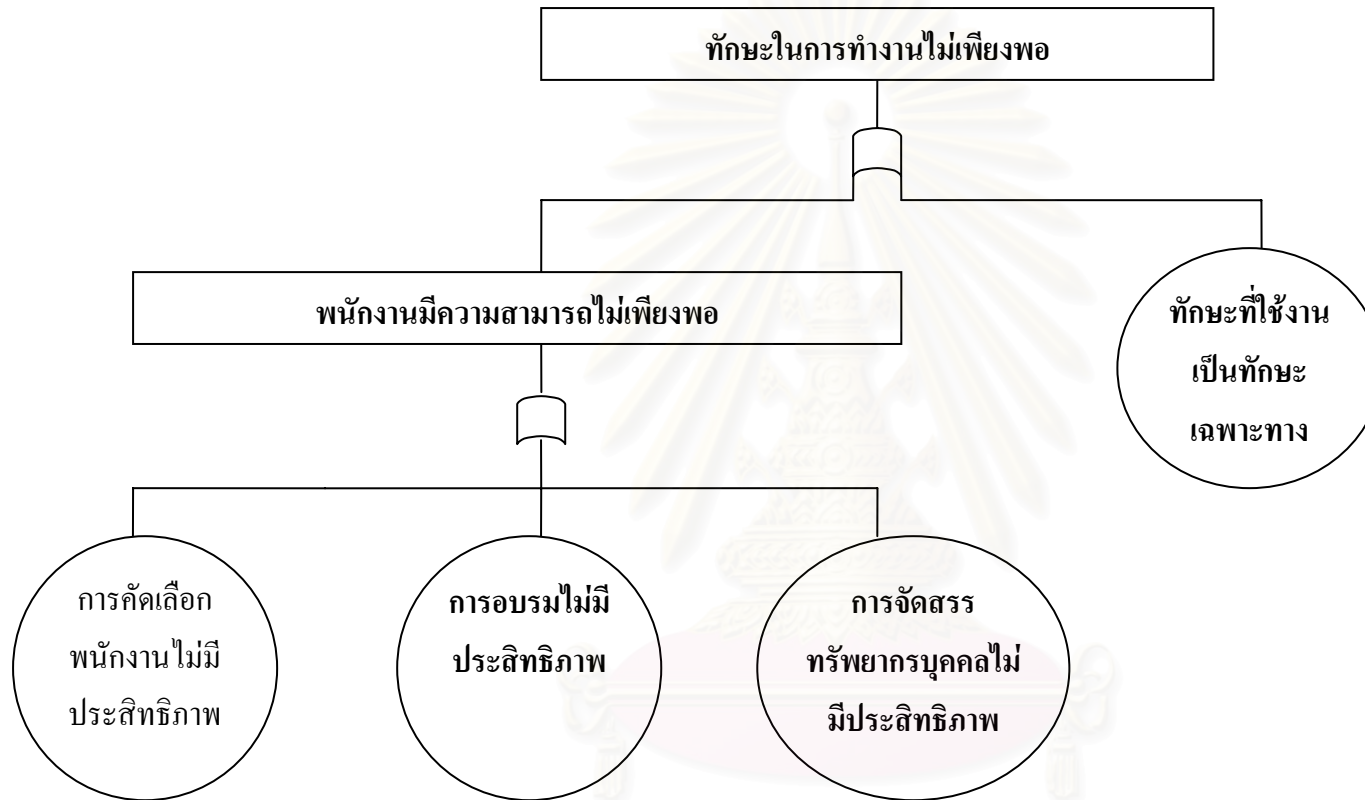 ทักษะในการทำงานไม่เพียงพอ
พนักงานมีความสามารถไม่เพียงพอ
ทักษะที่ใช้งาน
เป็นทักษะ
เฉพาะทาง
การคัดเลือก
พนักงานไม่มี
ประสิทธิภาพ
การอบรมไม่มี
ประสิทธิภาพ
การจัดสรร
ทรัพยากรบุคคลไม่
มีประสิทธิภาพ